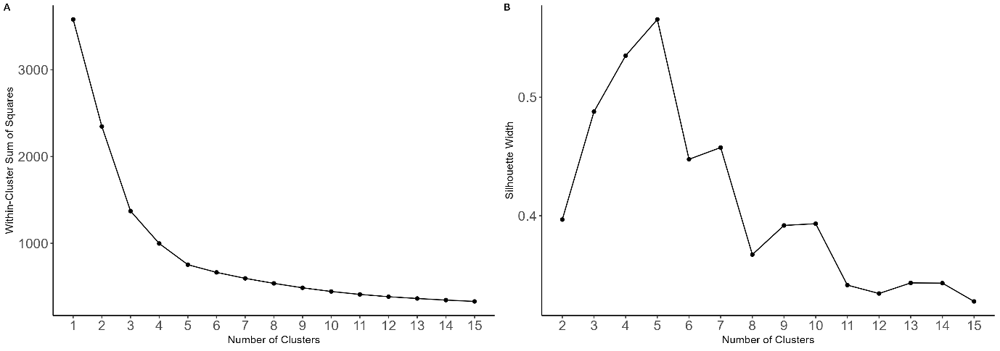 A
Within-Cluster Sum of Squares
3000
2000
1000
1 2 3 4 5 6 7 8 9 10 11 12 13 14 15
Number of Clusters
B
Silhouette Width
0.5
0.4
2 3 4 5 6 7 8 9 10 11 12 13 14 15
Number of Clusters